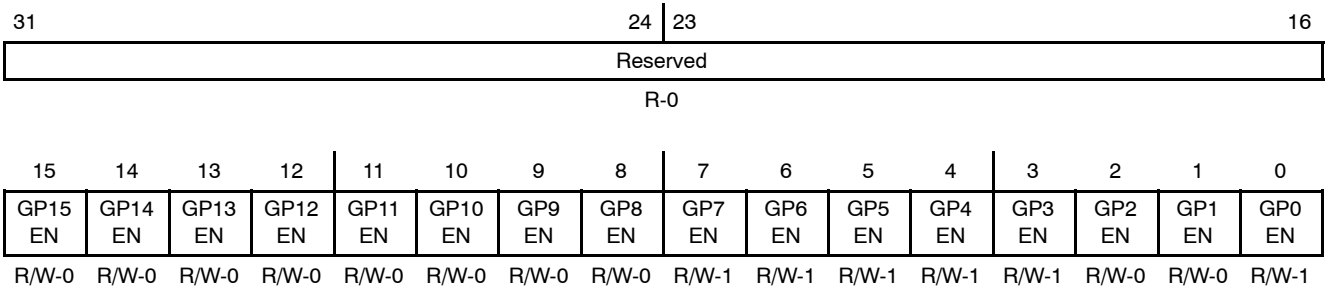 31 24 23 16
Reserved
R-0
15 14 13 12 11 10 9 8 7 6 5 4 3 2 1 0
GP15 GP14 GP13 GP12 GP11 GP10 GP9 GP8 GP7 GP6 GP5 GP4 GP3 GP2 GP1 GP0
EN EN EN EN EN EN EN EN EN EN EN EN EN EN EN EN
R/W-0 R/W-0 R/W-0 R/W-0 R/W-0 R/W-0 R/W-0 R/W-0 R/W-1 R/W-1 R/W-1 R/W-1 R/W-1 R/W-0 R/W-0 R/W-1